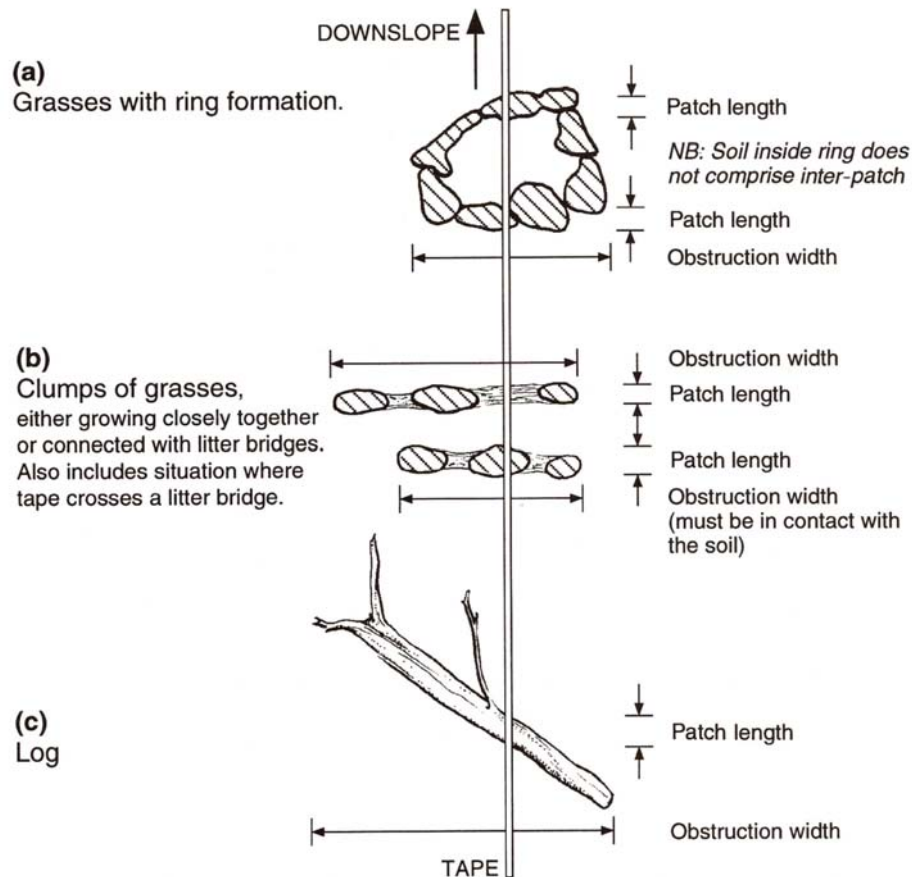 DOWNSLOPE
(a)
Grasses with ring formation.
Patch length
NB: Soil inside ring does
not comprise inter-patch
Patch length
Obstruction width
(b)
Clumps of grasses,
either growing closely together
or connected with litter bridges.
Also includes situation where
tape crosses a litter bridge.
Obstruction width
Patch length
Patch length
Obstruction width
(must be in contact with
the soil)
(c)
Log
Patch length
Obstruction width
TAPE